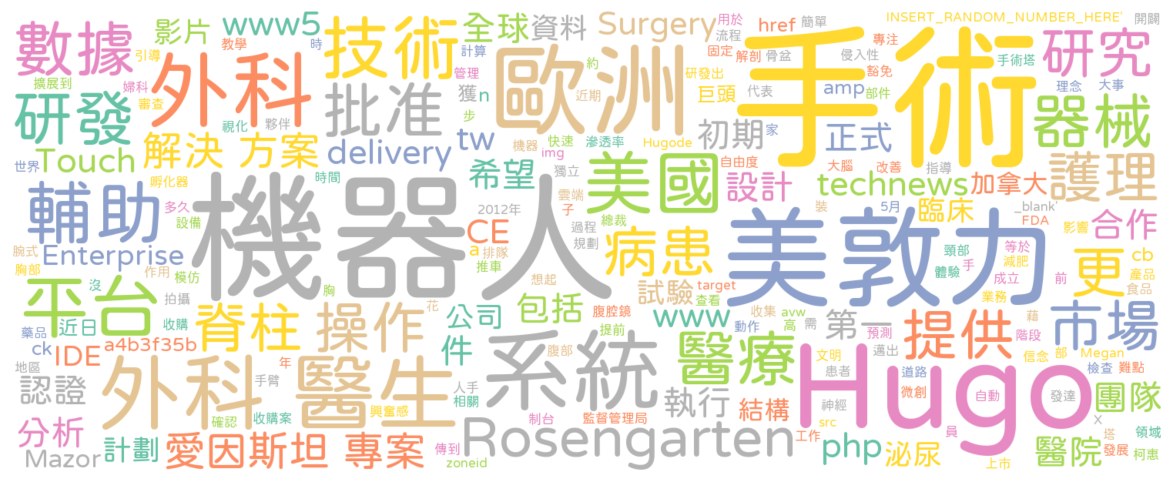 INSERT_RANDOM_NUMBER_HERE'
開闢
數據
引導
教學
影片
www5
時
技術
全球
計算
資料
Surgery
用於
流程
href
簡單
專注
侵入性
手術塔
研究
擴展到
婦科
審查
外科
管理
獲
n
約
近期
歐洲
研發出
固定
解剖
骨盆
豁免
巨頭
代表
amp
部件
手術
理念
大事
研發
視化
夥伴
批准
步
快速
滲透率
Hugode
初期
家
正式
器械
世界
Touch
孵化器
解決 方案
delivery
tw
機器
img
獨立
美國
自由度
設計
大腦
改善
technews
指導
加拿大
護理
輔助
多久
設備
時間
機器人
希望
2012年
CE
雲端
子
總裁
過程
規劃
病患
裝
5月
臨床
_blank'
FDA
影響
合作
腕式
胸部
Enterprise
作用
模仿
a
排隊
推車
想起
美敦力
頭部
體驗
等於
手
減肥
成立
前
更
cb
產品
食品
沒
平台
拍攝
收購
胸
花
脊柱
操作
公司
包括
腹腔鏡
提前
試驗
target
查看
www
動作
收集
avw
高
需
第一
業務
預測
藉
階段
提供
信念
部
市場
藥品
近日
ck
IDE
a4b3f35b
件
腹部
系統
醫療
文明
患者
邁出
道路
微創
Megan
檢查
難點
地區
認證
手臂
年
外科 醫生
人手
相關
執行
結構
神經
Hugo
自動
發達
團隊
分析
Mazor
計劃
確認
收購案
興奮感
愛因斯坦 專案
傳到
zoneid
Rosengarten
制台
監督管理局
src
工作
php
泌尿
員
上市
X
塔
發展
領域
醫院
柯惠